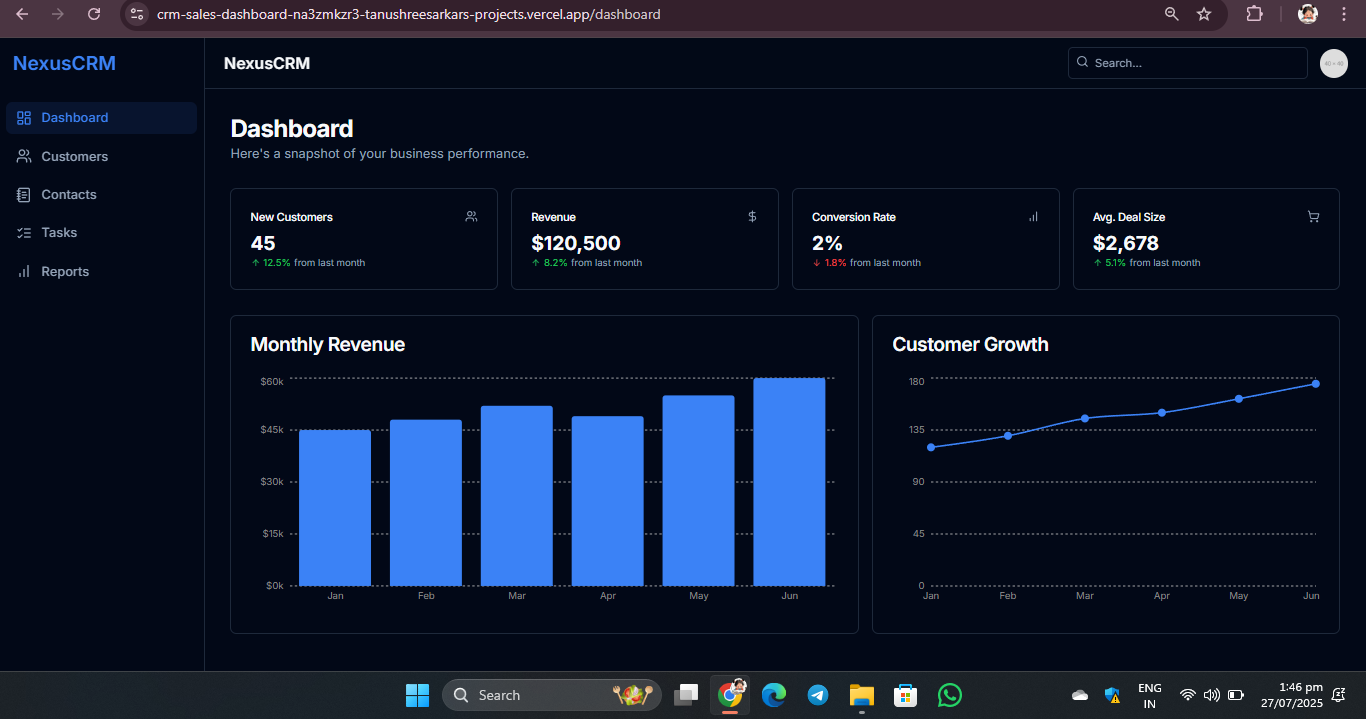 crm-sales-dashboard-na3zmkzr3-tanushreesarkars-projects.vercel.app/dashboard
NexusCRM
NexusCRM
Search...
40 × 40
Dashboard
Customers
Contacts
Tasks
Reports
Dashboard
Here's a snapshot of your business performance.
New Customers
45
↑ 12.5% from last month
Revenue
$
$120,500
↑ 8.2% from last month
Conversion Rate
2%
↓ 1.8% from last month
Avg. Deal Size
$2,678
↑ 5.1% from last month
Monthly Revenue
$60k
$45k
$30k
$15k
$0k
Jan Feb Mar Apr May Jun
Customer Growth
180
135
90
45
0
Jan Feb Mar Apr May Jun
Search
ENG
IN
1:46 pm
27/07/2025